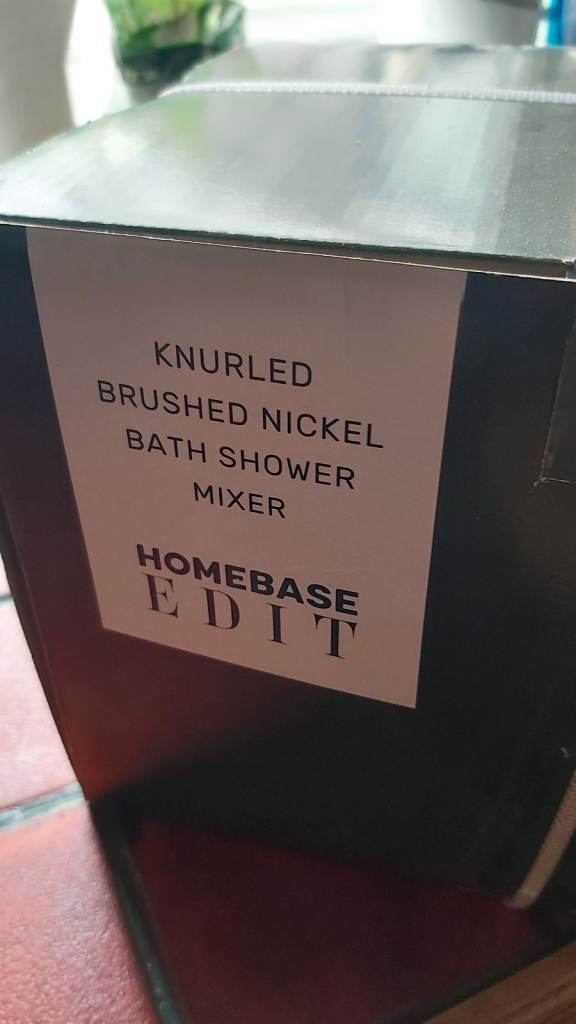 KNURLED
BRUSHED NICKEL
BATH SHOWER
MIXER
HOMEBASE
EDIT